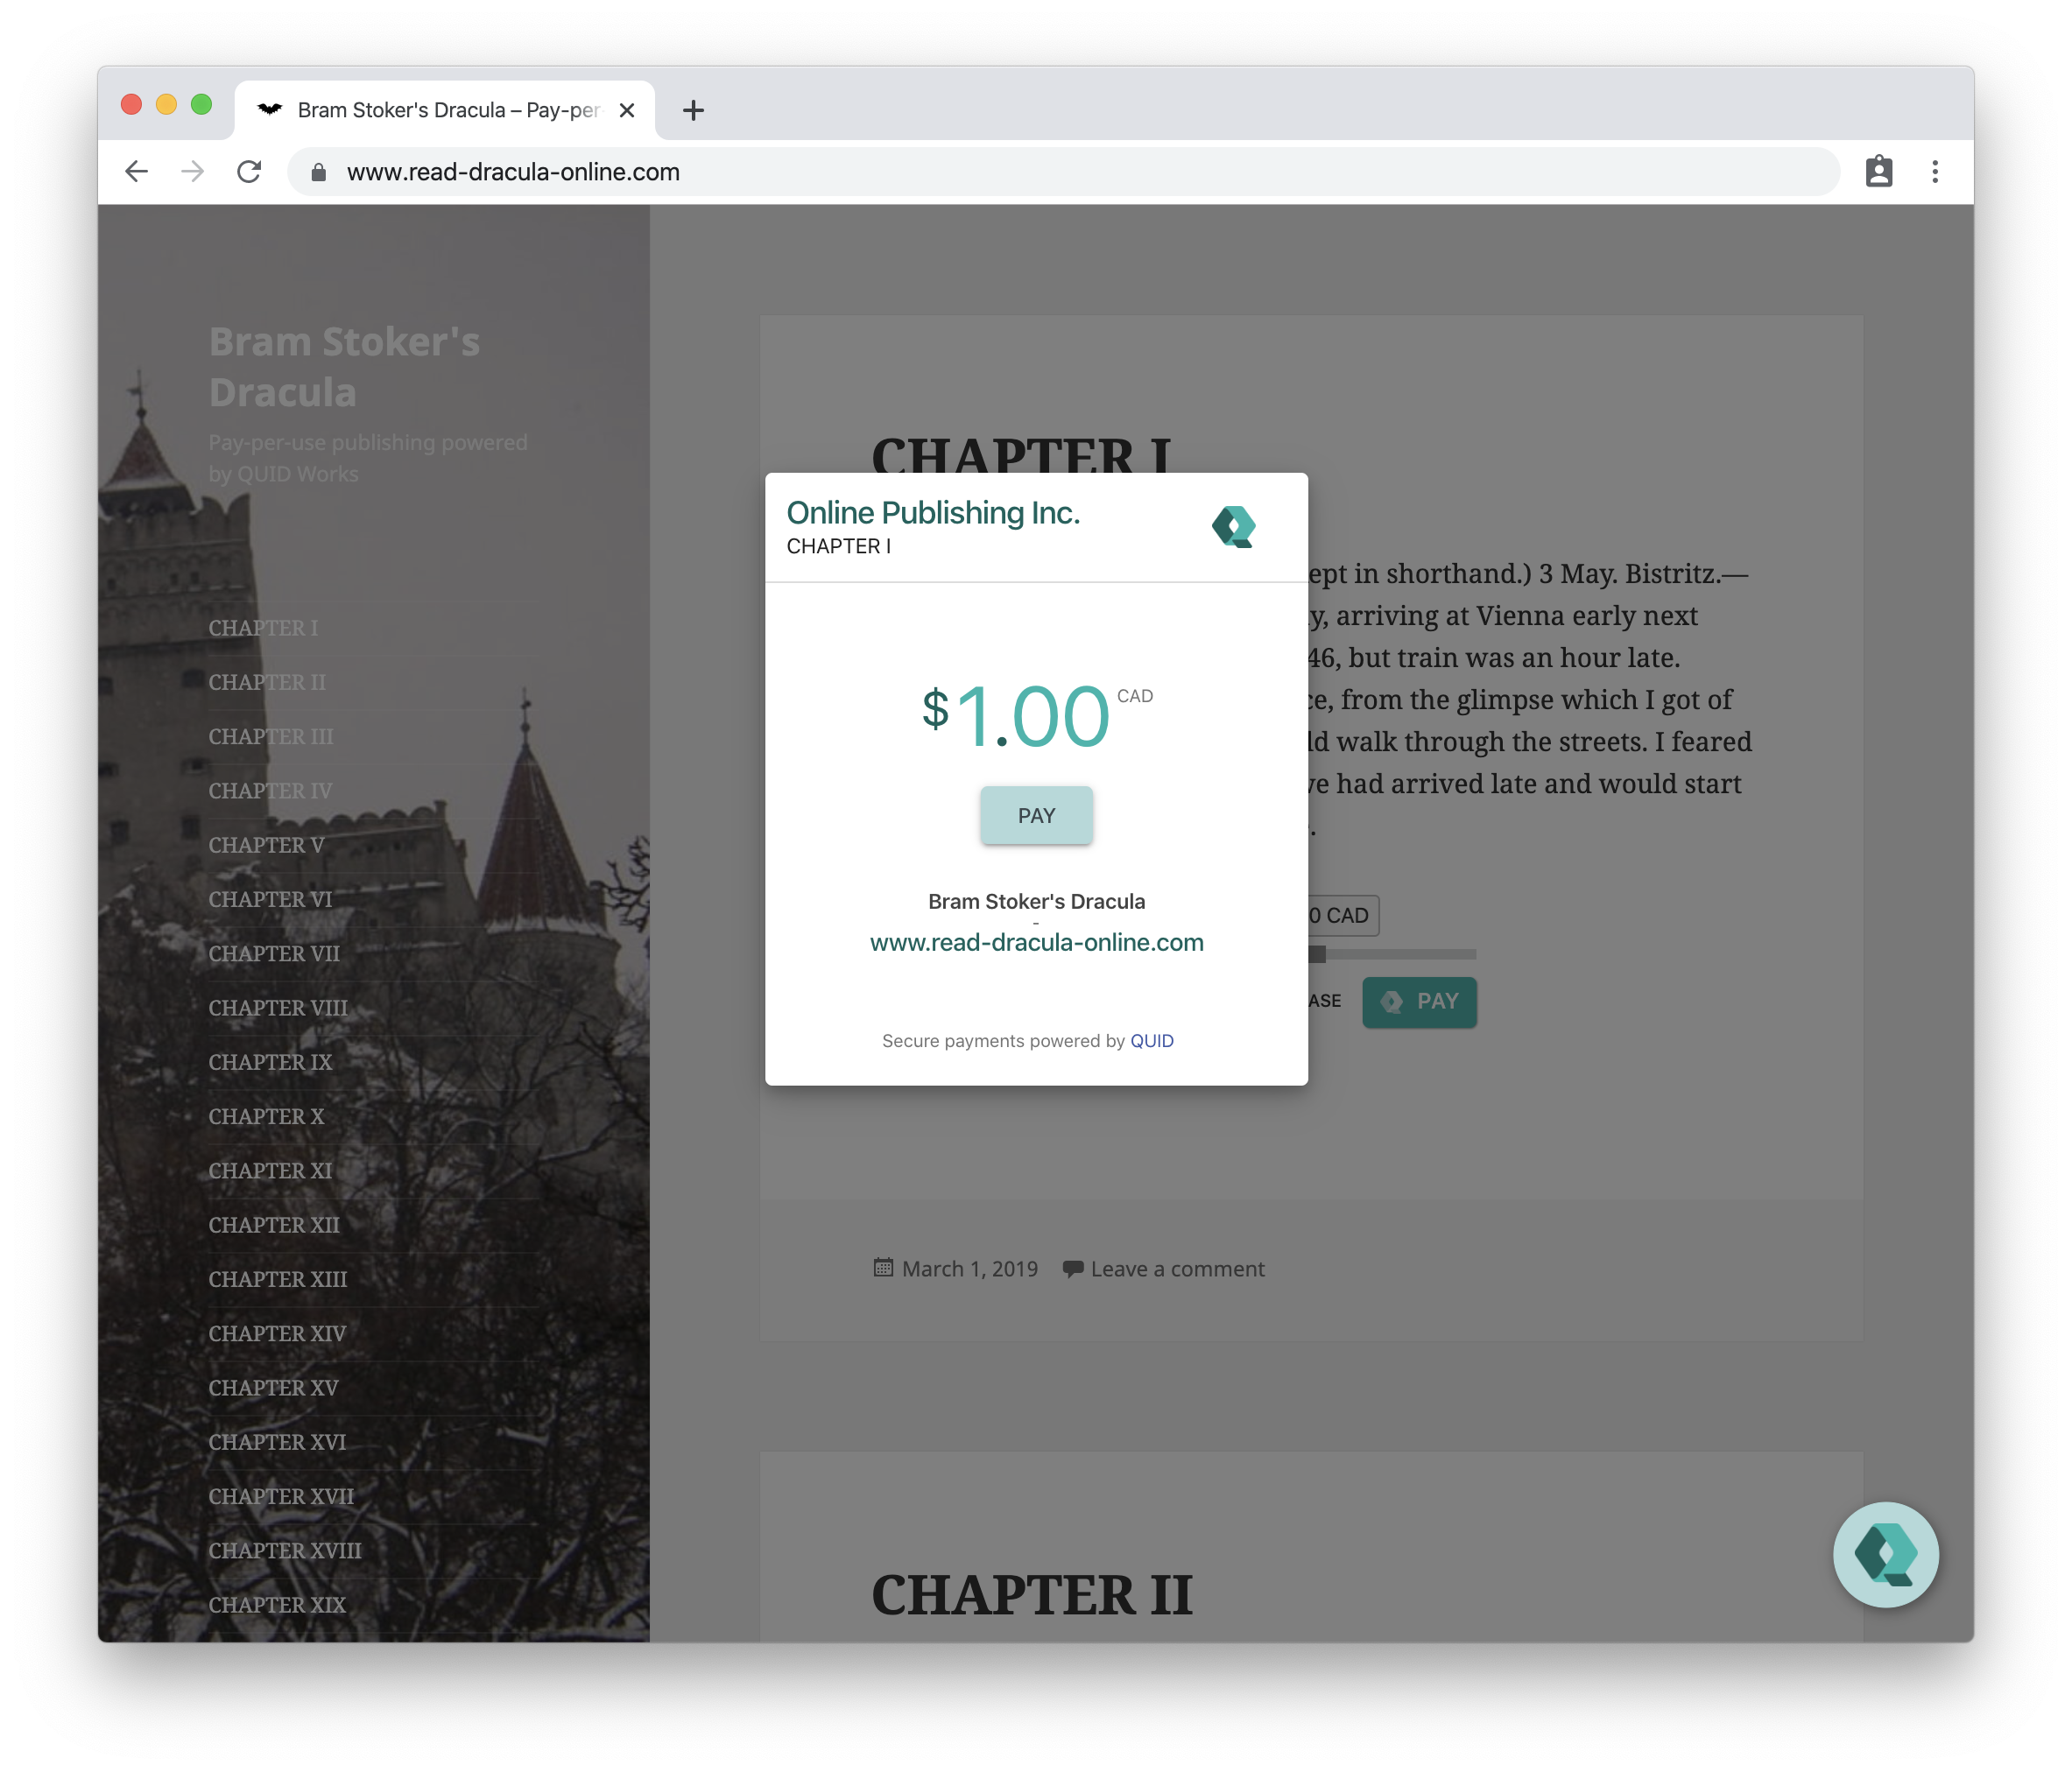 Bram Stoker's Dracula – Pay-per
www.read-dracula-online.com
Bram Stoker's
Dracula
Pay-per-use publishing powered
by QUID Works
CHAPTER I
CHAPTER II
CHAPTER III
CHAPTER IV
CHAPTER V
CHAPTER VI
CHAPTER VII
CHAPTER VIII
CHAPTER IX
CHAPTER X
CHAPTER XI
CHAPTER XII
CHAPTER XIII
CHAPTER XIV
CHAPTER XV
CHAPTER XVI
CHAPTER XVII
CHAPTER XVIII
CHAPTER XIX
CHAPTER I
Online Publishing Inc.
CHAPTER I
$1.00 CAD
PAY
Bram Stoker's Dracula
-
www.read-dracula-online.com
Secure payments powered by QUID
in shorthand.) 3 May. Bistritz.—
arriving at Vienna early next
46, but train was an hour late.
from the glimpse which I got of
walk through the streets. I feared
had arrived late and would start
0 CAD
PAY
March 1, 2019 Leave a comment
CHAPTER II